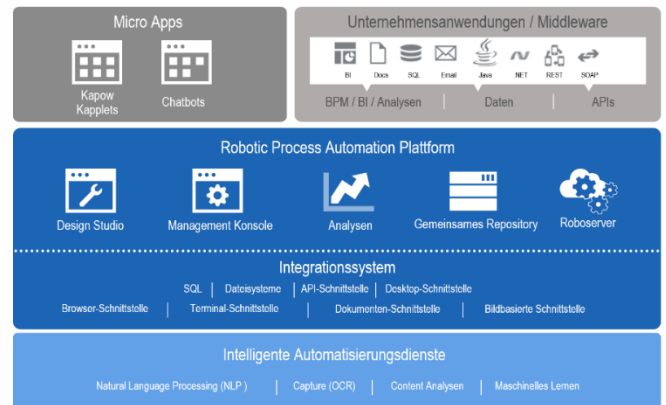 Micro Apps
Kapow
Kapplets
Chatbots
Unternehmensanwendungen / Middleware
BI Docs SQL Email Java .NET REST SOAP
BPM / BI / Analysen | Daten | APIs
Robotic Process Automation Plattform
Design Studio Management Konsole Analysen Gemeinsames Repository Roboserver
Integrationssystem
SQL | Dateisysteme | API-Schnittstelle | Desktop-Schnittstelle
Browser-Schnittstelle | Terminal-Schnittstelle | Dokumenten-Schnittstelle | Bildbasierte Schnittstelle
Intelligente Automatisierungsdienste
Natural Language Processing (NLP ) | Capture (OCR) | Content Analysen | Maschinelles Lernen